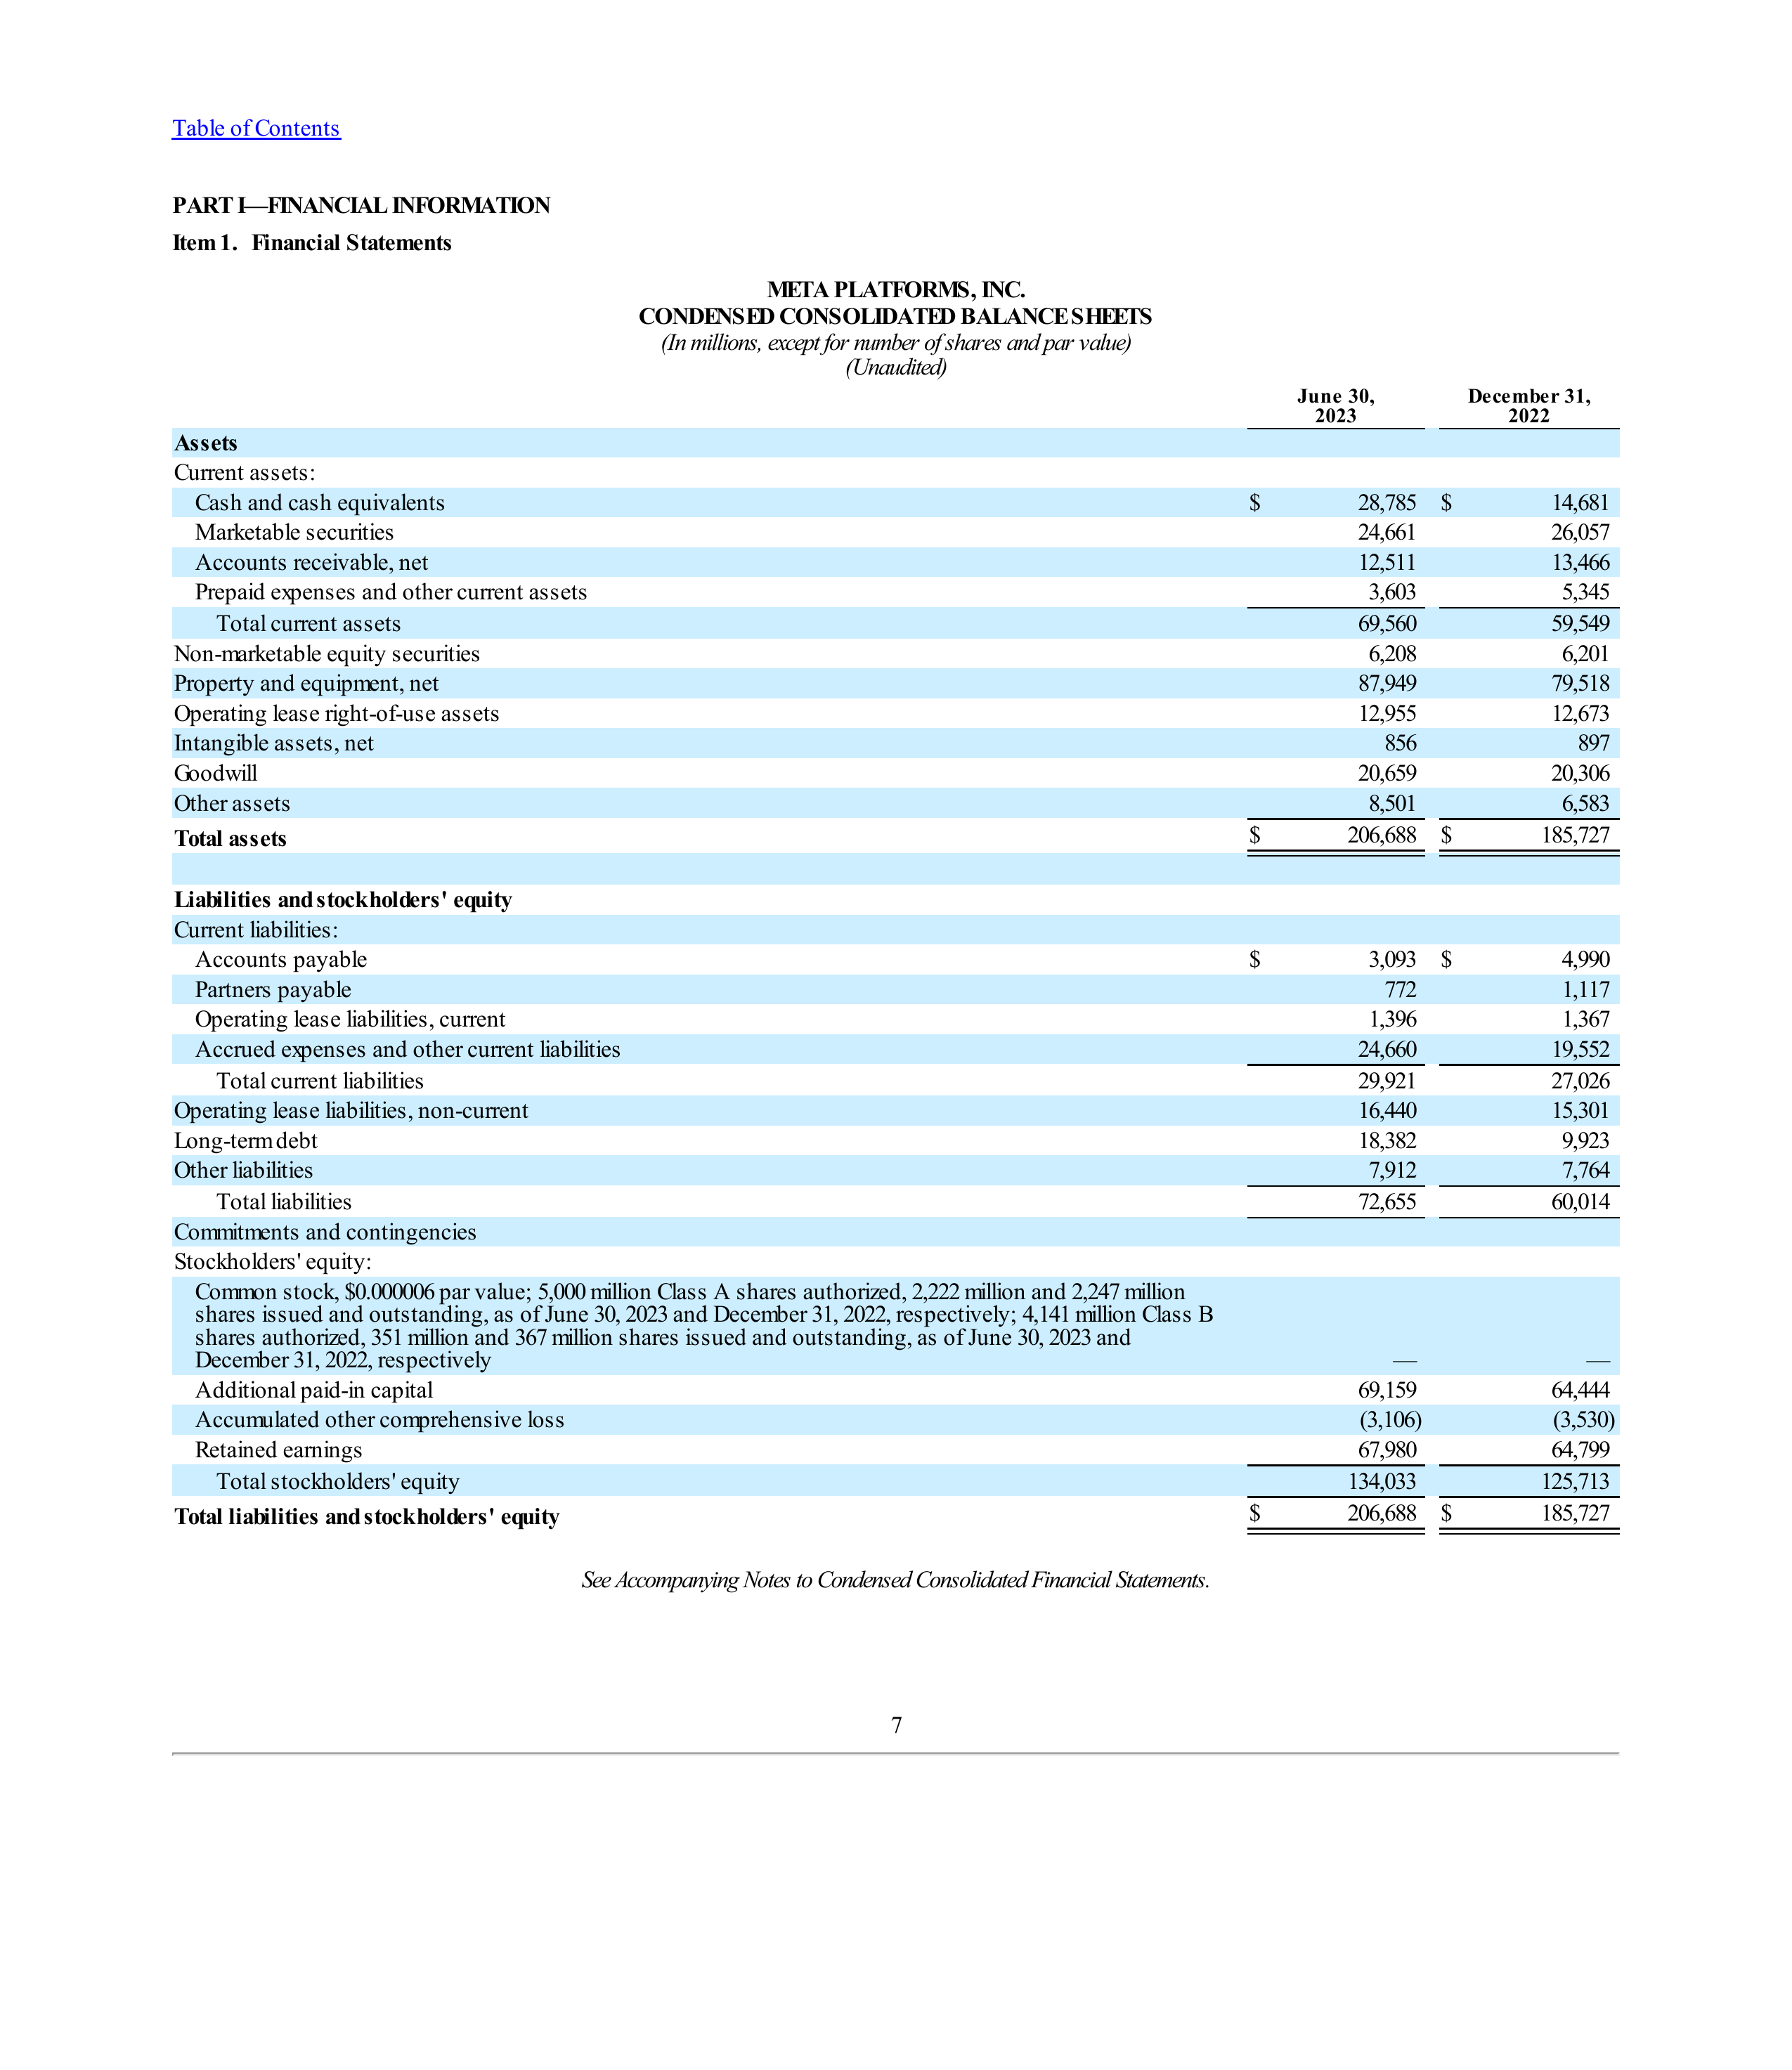 Table of Contents
PART I—FINANCIAL INFORMATION
Item 1. Financial Statements
META PLATFORMS, INC.
CONDENSED CONSOLIDATED BALANCE SHEETS
(In millions, except for number of shares and par value)
(Unaudited)
June 30, 2023 December 31, 2022
Assets
Current assets:
Cash and cash equivalents $ 28,785 $ 14,681
Marketable securities 24,661 26,057
Accounts receivable, net 12,511 13,466
Prepaid expenses and other current assets 3,603 5,345
Total current assets 69,560 59,549
Non-marketable equity securities 6,208 6,201
Property and equipment, net 87,949 79,518
Operating lease right-of-use assets 12,955 12,673
Intangible assets, net 856 897
Goodwill 20,659 20,306
Other assets 8,501 6,583
Total assets $ 206,688 $ 185,727
Liabilities and stockholders' equity
Current liabilities:
Accounts payable $ 3,093 $ 4,990
Partners payable 772 1,117
Operating lease liabilities, current 1,396 1,367
Accrued expenses and other current liabilities 24,660 19,552
Total current liabilities 29,921 27,026
Operating lease liabilities, non-current 16,440 15,301
Long-term debt 18,382 9,923
Other liabilities 7,912 7,764
Total liabilities 72,655 60,014
Commitments and contingencies
Stockholders' equity:
Common stock, $0.000006 par value; 5,000 million Class A shares authorized, 2,222 million and 2,247 million
shares issued and outstanding, as of June 30, 2023 and December 31, 2022, respectively; 4,141 million Class B
shares authorized, 351 million and 367 million shares issued and outstanding, as of June 30, 2023 and
December 31, 2022, respectively — —
Additional paid-in capital 69,159 64,444
Accumulated other comprehensive loss (3,106) (3,530)
Retained earnings 67,980 64,799
Total stockholders' equity 134,033 125,713
Total liabilities and stockholders' equity $ 206,688 $ 185,727
See Accompanying Notes to Condensed Consolidated Financial Statements.
7